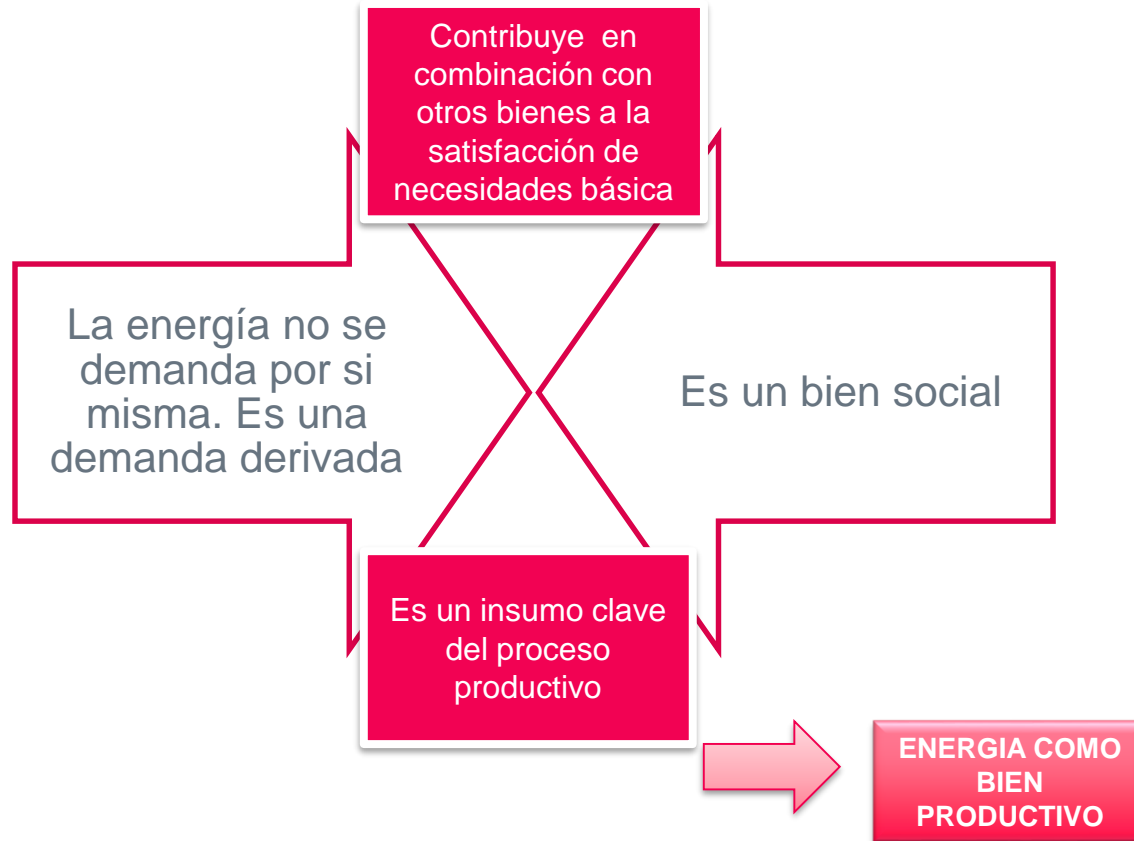 Contribuye en
combinación con
otros bienes a la
satisfacción de
necesidades básica
La energía no se
demanda por si
misma. Es una
demanda derivada
Es un bien social
Es un insumo clave
del proceso
productivo
ENERGIA COMO
BIEN
PRODUCTIVO